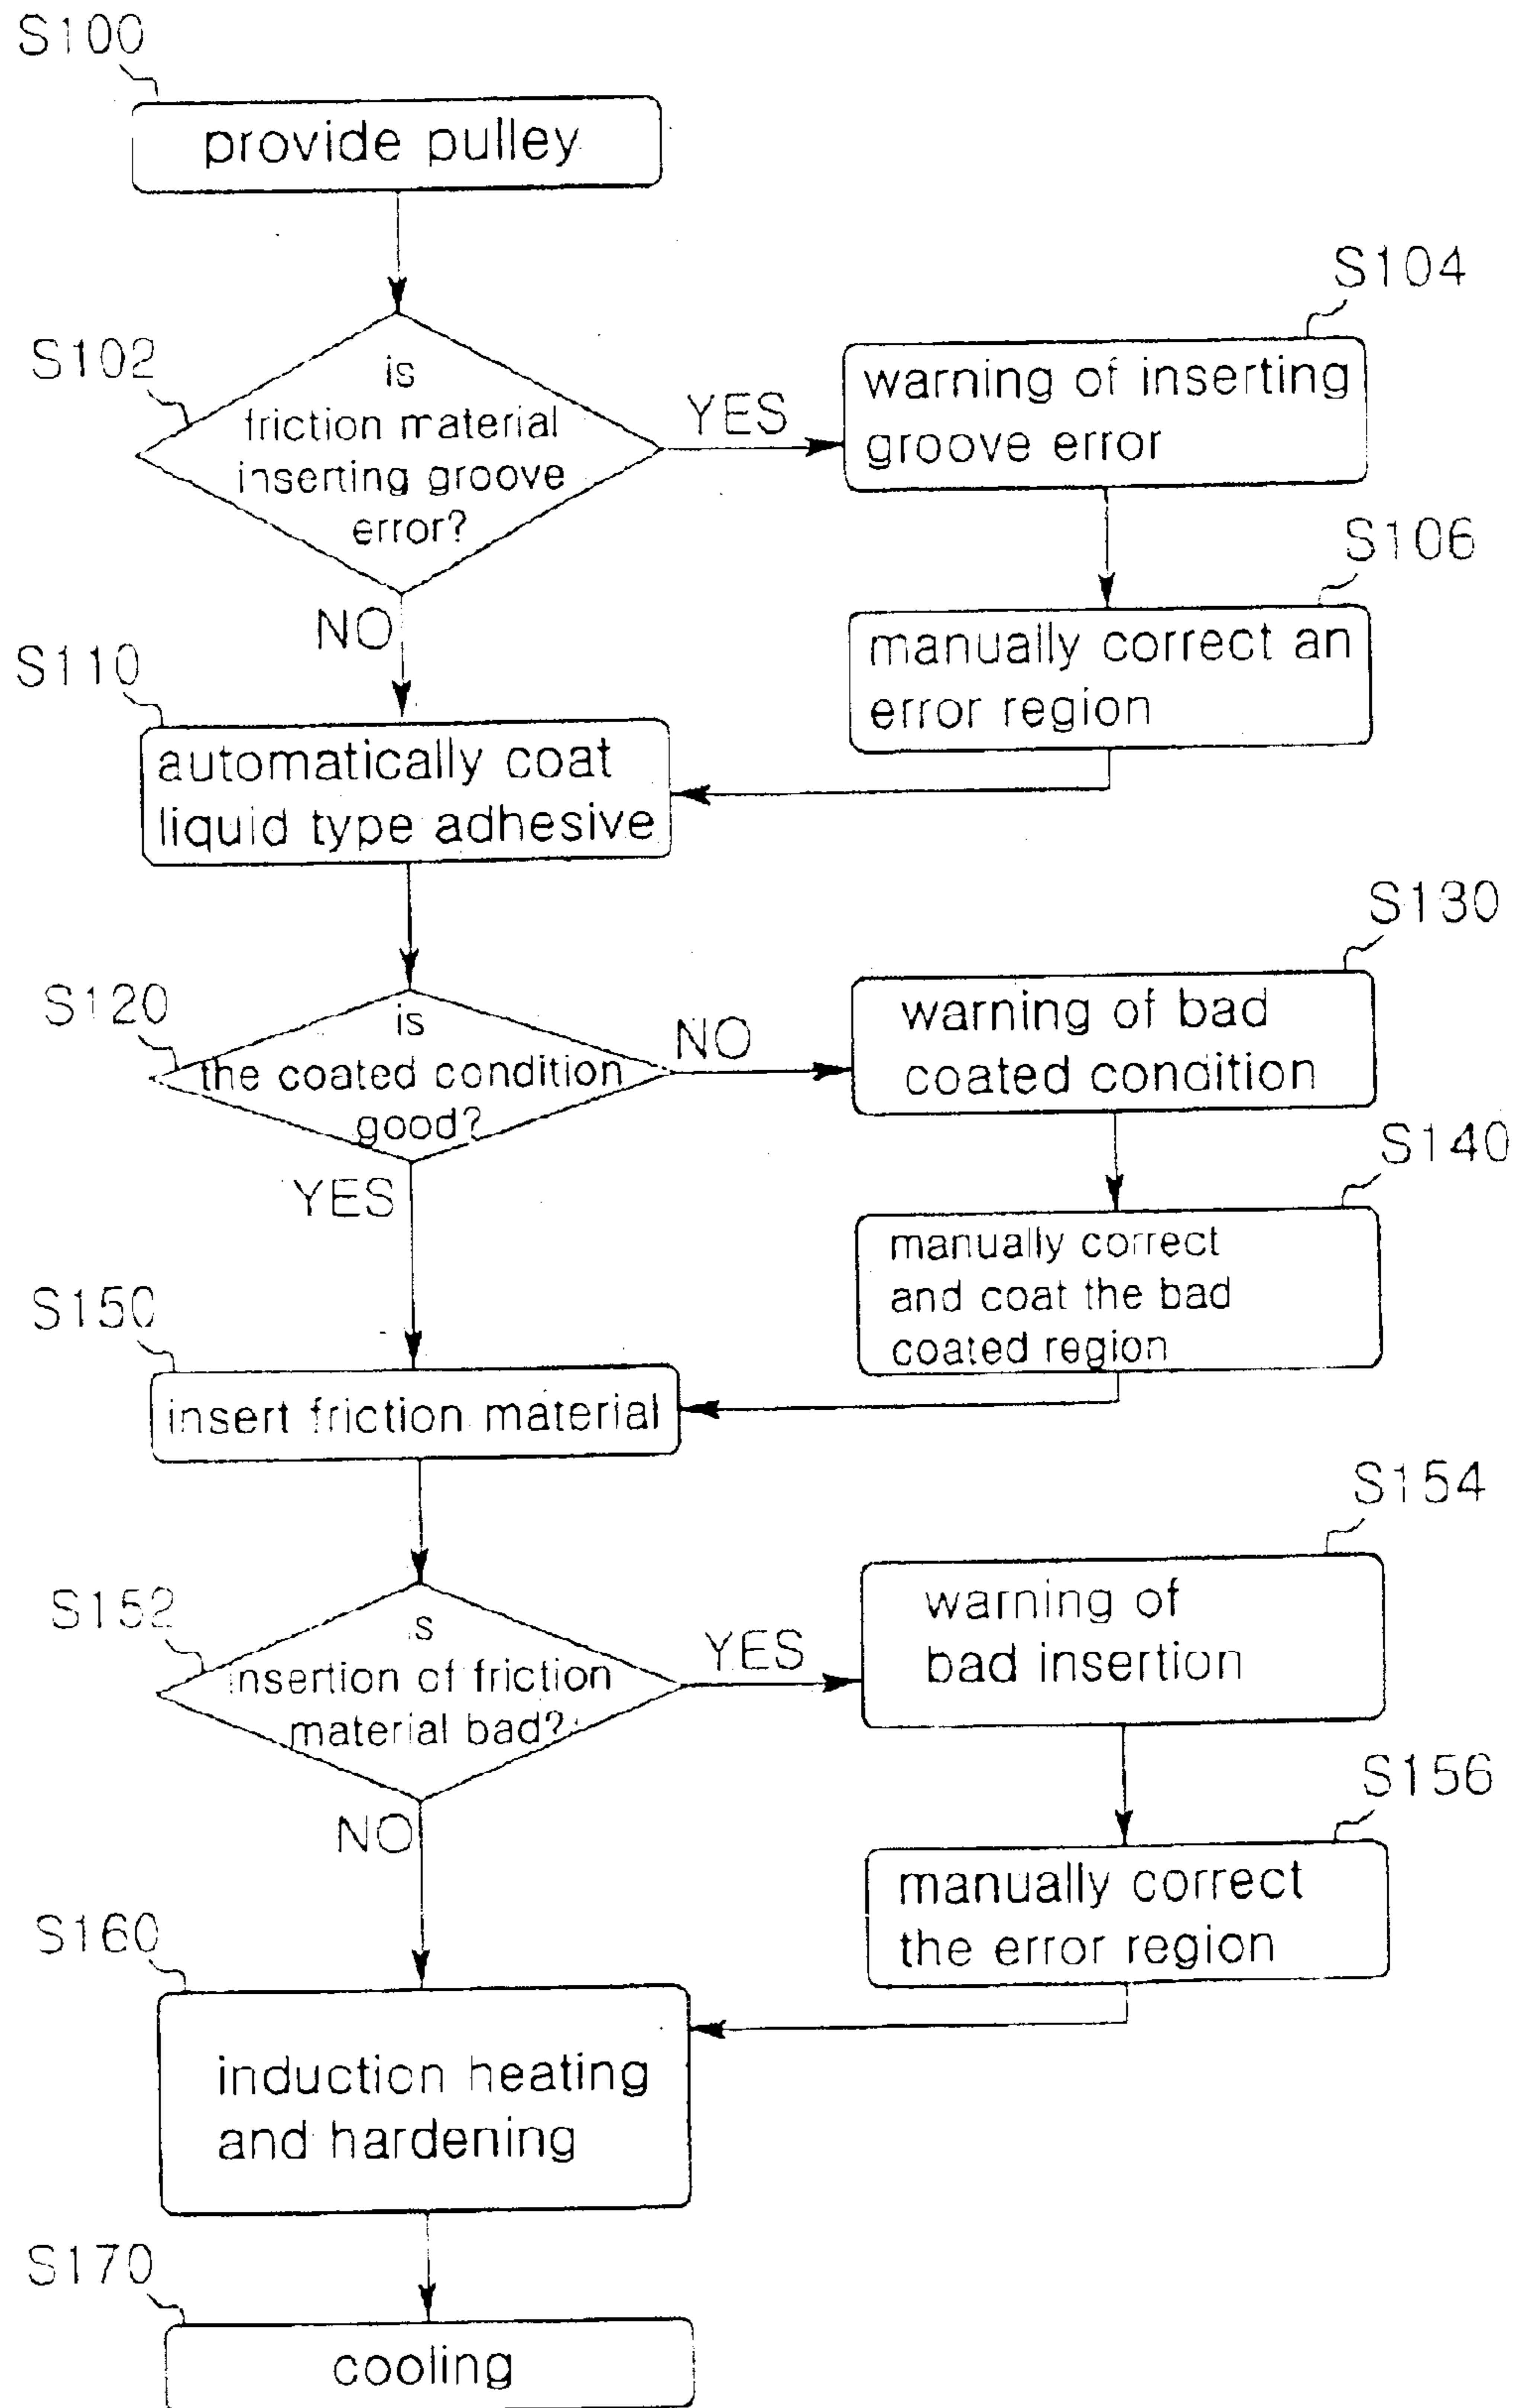 S100
provide pulley
S102
is
friction material
inserting groove
error?
YES
S104
warning of inserting
groove error
S106
manually correct an
error region
NO
S110
automatically coat
liquid type adhesive
S120
is
the coated condition
good?
NO
S130
warning of bad
coated condition
S140
manually correct
and coat the bad
coated region
YES
S150
insert friction material
S152
is
insertion of friction
material bad?
YES
S154
warning of
bad insertion
S156
manually correct
the error region
NO
S160
induction heating
and hardening
S170
cooling